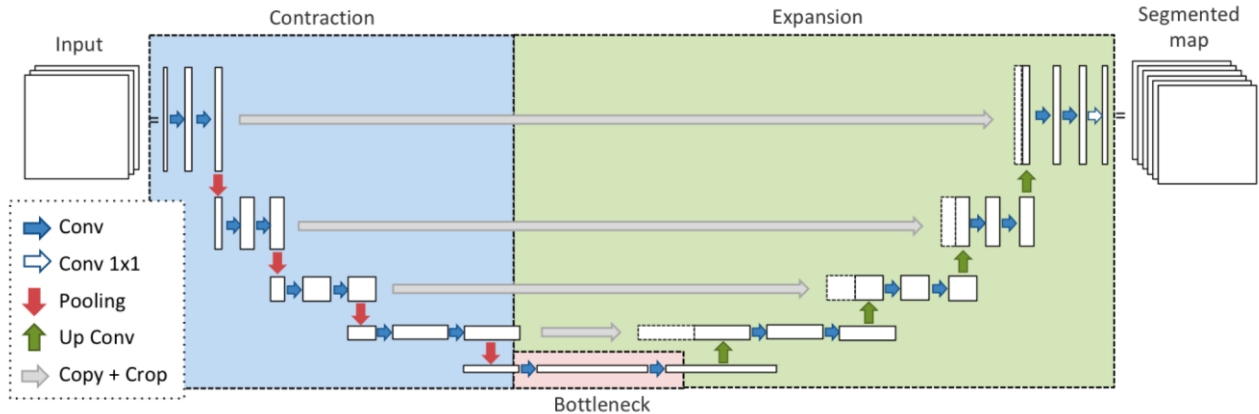 Contraction
Expansion
Segmented
map
Input
=
=
Conv
Conv 1x1
Pooling
Up Conv
Copy + Crop
Bottleneck